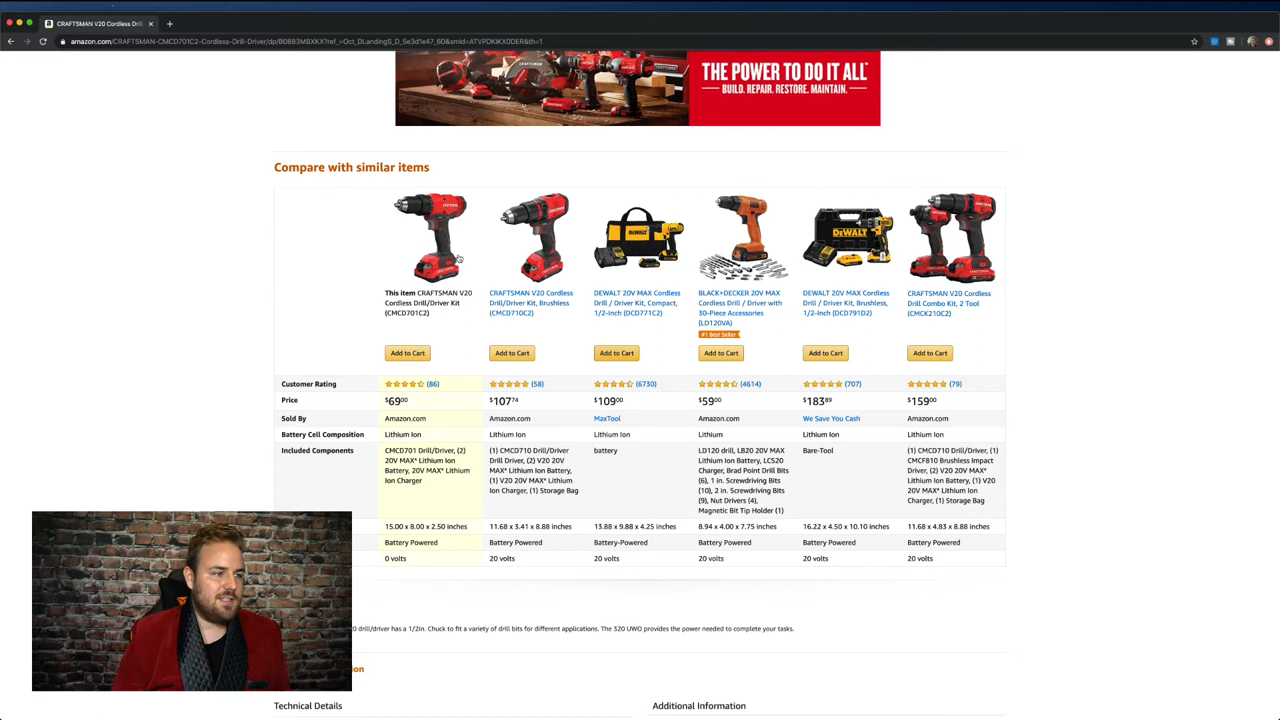 CRAFTSMAN V20 Cordless Drill
amazon.com/CRAFTSMAN-CMCD701C2-Cordless-Drill-Driver/dp/B0883MBXKX?ref_=Oct_DLandingS_D_5e3d1e47_60&smid=ATVPDKIKX0DER&th=1
THE POWER TO DO IT ALL™
BUILD. REPAIR. RESTORE. MAINTAIN.
Compare with similar items
This item CRAFTSMAN V20 Cordless Drill/Driver Kit (CMCD701C2)
CRAFTSMAN V20 Cordless Drill/Driver Kit, Brushless (CMCD710C2)
DEWALT 20V MAX Cordless Drill / Driver Kit, Compact, 1/2-Inch (DCD771C2)
BLACK+DECKER 20V MAX Cordless Drill / Driver with 30-Piece Accessories (LD120VA)
#1 Best Seller
DEWALT 20V MAX Cordless Drill / Driver Kit, Brushless, 1/2-Inch (DCD791D2)
CRAFTSMAN V20 Cordless Drill Combo Kit, 2 Tool (CMCK210C2)
Add to Cart Add to Cart Add to Cart Add to Cart Add to Cart Add to Cart
Customer Rating (86) (58) (6730) (4614) (707) (79)
Price $69.00 $107.74 $109.00 $59.00 $183.89 $159.00
Sold By Amazon.com Amazon.com MaxTool Amazon.com We Save You Cash Amazon.com
Battery Cell Composition Lithium Ion Lithium Ion Lithium Ion Lithium Lithium Ion Lithium Ion
Included Components
CMCD701 Drill/Driver, (2) 20V MAX* Lithium Ion Battery, 20V MAX* Lithium Ion Charger
(1) CMCD710 Drill/Driver Drill Driver, (2) V20 20V MAX* Lithium Ion Battery, (1) V20 20V MAX* Lithium Ion Charger, (1) Storage Bag
battery
LD120 drill, LB20 20V MAX Lithium Ion Battery, LCS20 Charger, Brad Point Drill Bits (6), 1 in. Screwdriving Bits (10), 2 in. Screwdriving Bits (9), Nut Drivers (4), Magnetic Bit Tip Holder (1)
Bare-Tool
(1) CMCD710 Drill/Driver, (1) CMCF810 Brushless Impact Driver, (2) V20 20V MAX* Lithium Ion Battery, (1) V20 20V MAX* Lithium Ion Charger, (1) Storage Bag
15.00 x 8.00 x 2.50 inches 11.68 x 3.41 x 8.88 inches 13.88 x 9.88 x 4.25 inches 8.94 x 4.00 x 7.75 inches 16.22 x 4.50 x 10.10 inches 11.68 x 4.83 x 8.88 inches
Battery Powered Battery Powered Battery-Powered Battery Powered Battery Powered Battery Powered
0 volts 20 volts 20 volts 20 volts 20 volts 20 volts
drill/driver has a 1/2in. Chuck to fit a variety of drill bits for different applications. The 320 UWO provides the power needed to complete your tasks.
Technical Details
Additional Information